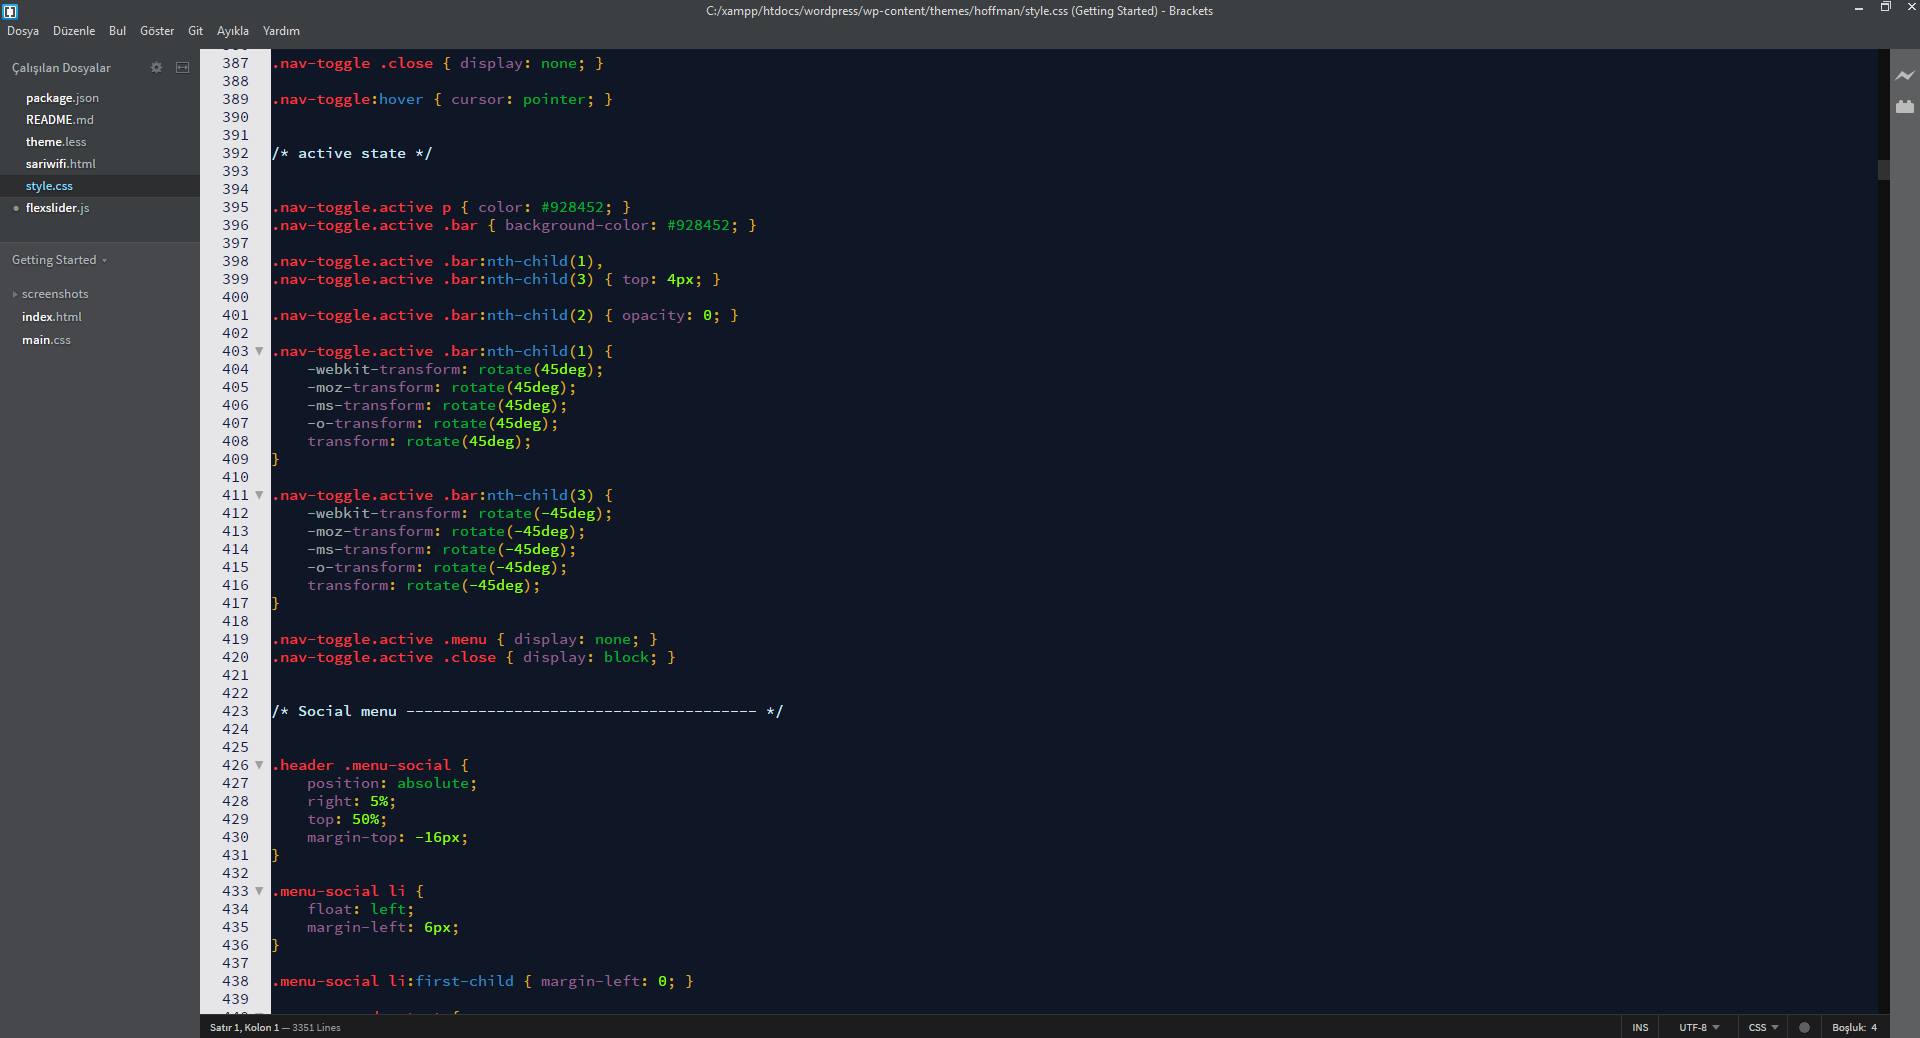 C:/xampp/htdocs/wordpress/wp-content/themes/hoffman/style.css (Getting Started) - Brackets
Dosya Düzenle Bul Göster Git Ayıkla Yardım
Çalışılan Dosyalar
package.json
README.md
theme.less
sariwifi.html
style.css
flexslider.js
Getting Started
screenshots
index.html
main.css
387 .nav-toggle .close { display: none; }
388
389 .nav-toggle:hover { cursor: pointer; }
390
391
392 /* active state */
393
394
395 .nav-toggle.active p { color: #928452; }
396 .nav-toggle.active .bar { background-color: #928452; }
397
398 .nav-toggle.active .bar:nth-child(1),
399 .nav-toggle.active .bar:nth-child(3) { top: 4px; }
400
401 .nav-toggle.active .bar:nth-child(2) { opacity: 0; }
402
403 .nav-toggle.active .bar:nth-child(1) {
404 -webkit-transform: rotate(45deg);
405 -moz-transform: rotate(45deg);
406 -ms-transform: rotate(45deg);
407 -o-transform: rotate(45deg);
408 transform: rotate(45deg);
409 }
410
411 .nav-toggle.active .bar:nth-child(3) {
412 -webkit-transform: rotate(-45deg);
413 -moz-transform: rotate(-45deg);
414 -ms-transform: rotate(-45deg);
415 -o-transform: rotate(-45deg);
416 transform: rotate(-45deg);
417 }
418
419 .nav-toggle.active .menu { display: none; }
420 .nav-toggle.active .close { display: block; }
421
422
423 /* Social menu --------------------------------------- */
424
425
426 .header .menu-social {
427 position: absolute;
428 right: 5%;
429 top: 50%;
430 margin-top: -16px;
431 }
432
433 .menu-social li {
434 float: left;
435 margin-left: 6px;
436 }
437
438 .menu-social li:first-child { margin-left: 0; }
439
Satır 1, Kolon 1 — 3351 Lines INS UTF-8 CSS Boşluk: 4